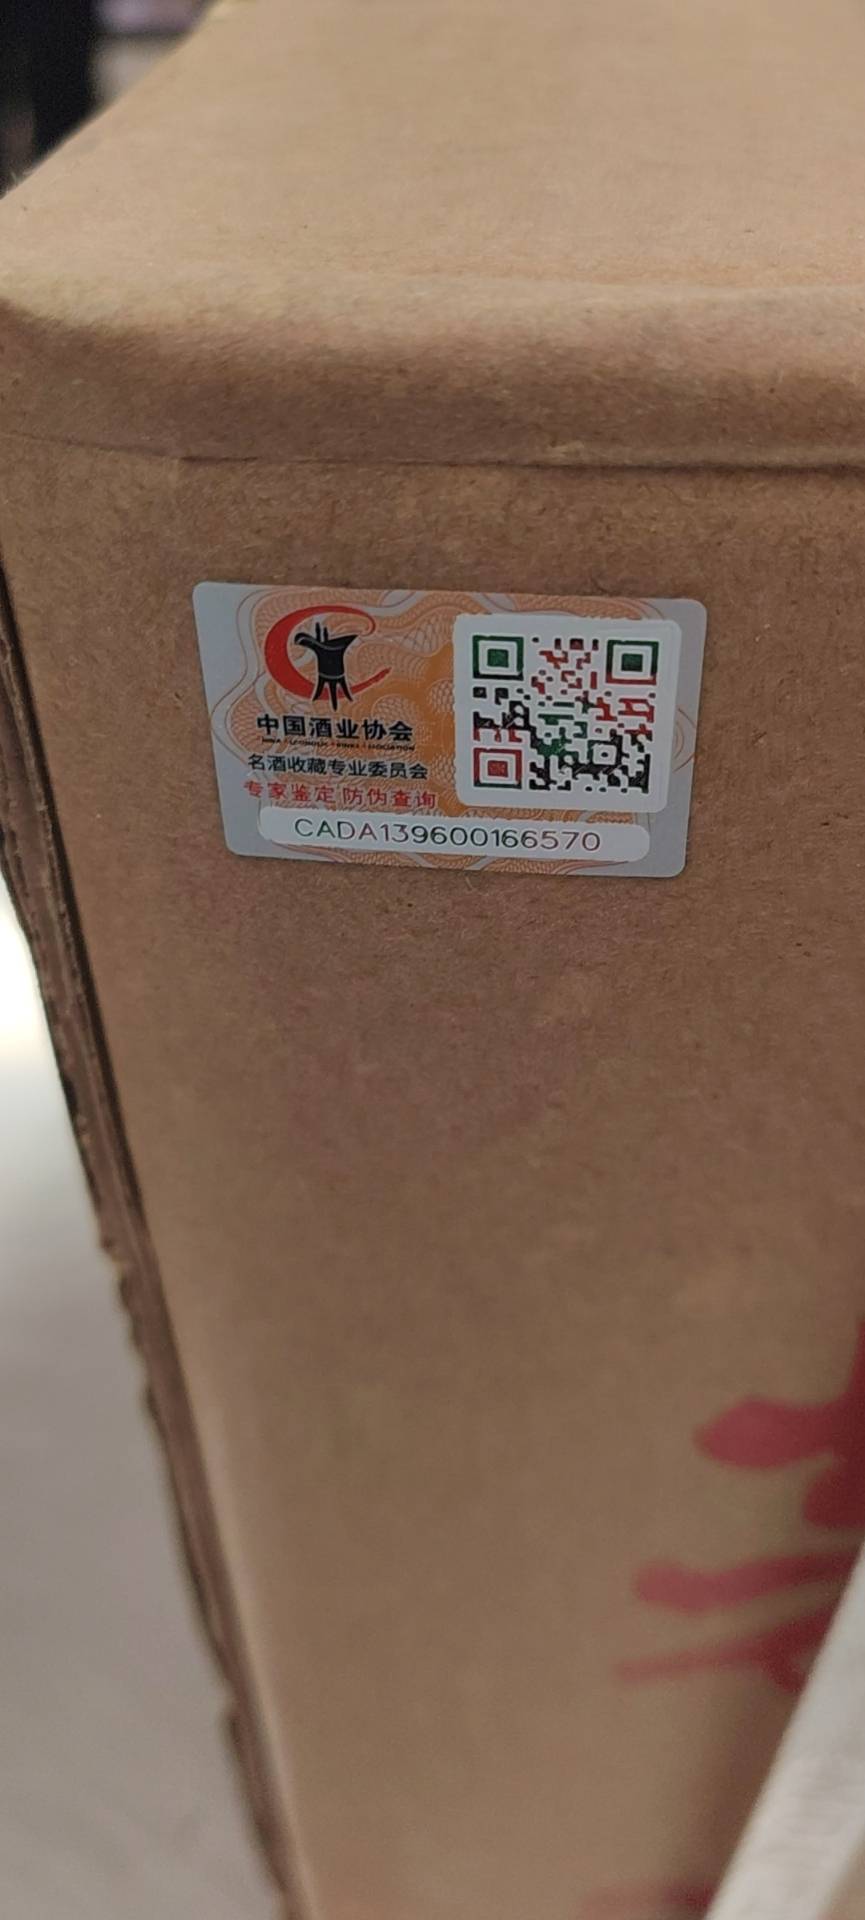 中国酒业协会
名酒收藏专业委员会
专家鉴定 防伪查询
CADA139600166570